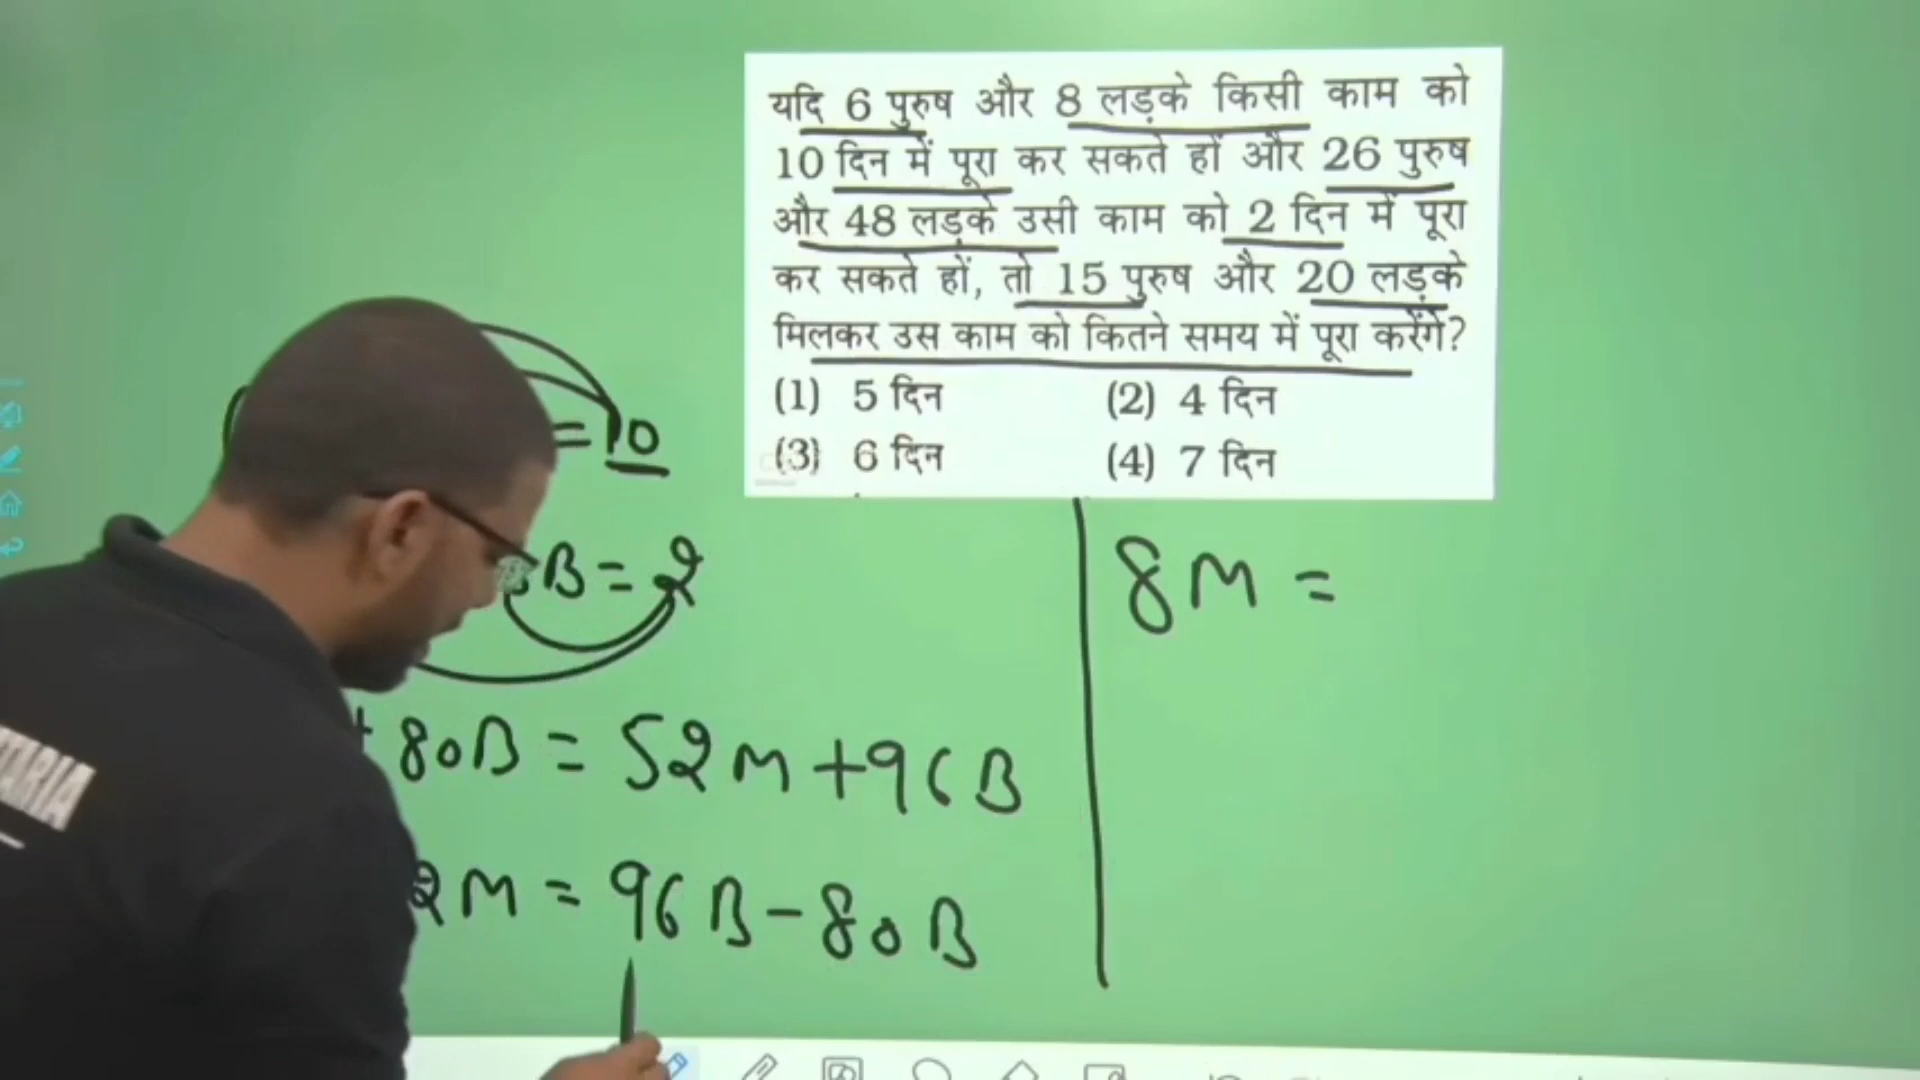 यदि 6 पुरुष और 8 लड़के किसी काम को
10 दिन में पूरा कर सकते हों और 26 पुरुष
और 48 लड़के उसी काम को 2 दिन में पूरा
कर सकते हों, तो 15 पुरुष और 20 लड़के
मिलकर उस काम को कितने समय में पूरा करेंगे?
(1) 5 दिन (2) 4 दिन
(3) 6 दिन (4) 7 दिन
= 10
B = 2
+ 80B = 52M + 96B
2M = 96B - 80B
8M =
TARIA